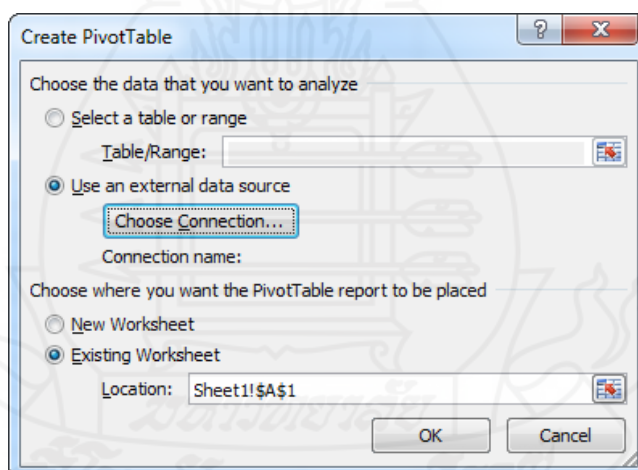 Create PivotTable
Choose the data that you want to analyze
Select a table or range
Table/Range:
Use an external data source
Choose Connection...
Connection name:
Choose where you want the PivotTable report to be placed
New Worksheet
Existing Worksheet
Location: Sheet1!$A$1
OK Cancel